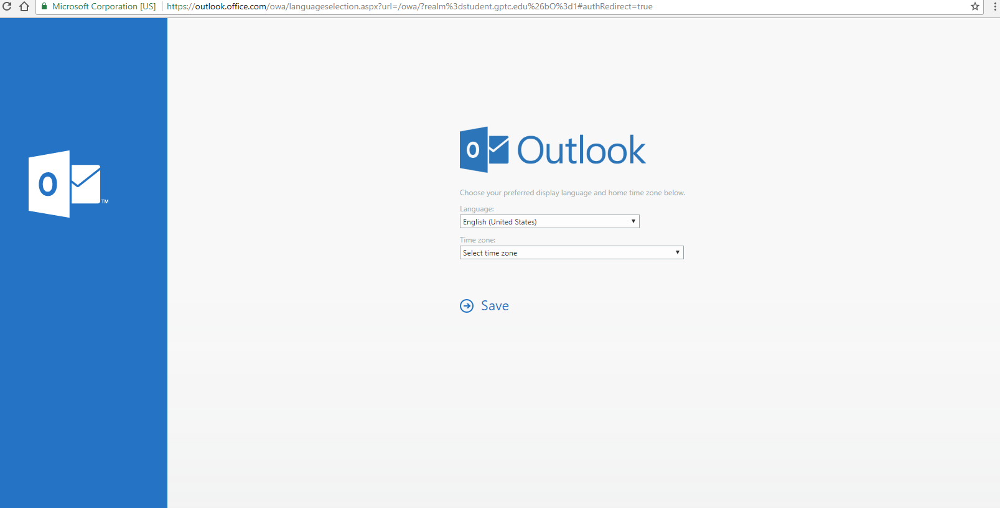 Microsoft Corporation [US] https://outlook.office.com/owa/languageselection.aspx?url=/owa/?realm%3dstudent.gptc.edu%26bO%3d1#authRedirect=true
O
TM
O Outlook
Choose your preferred display language and home time zone below.
Language:
English (United States)
Time zone:
Select time zone
Save